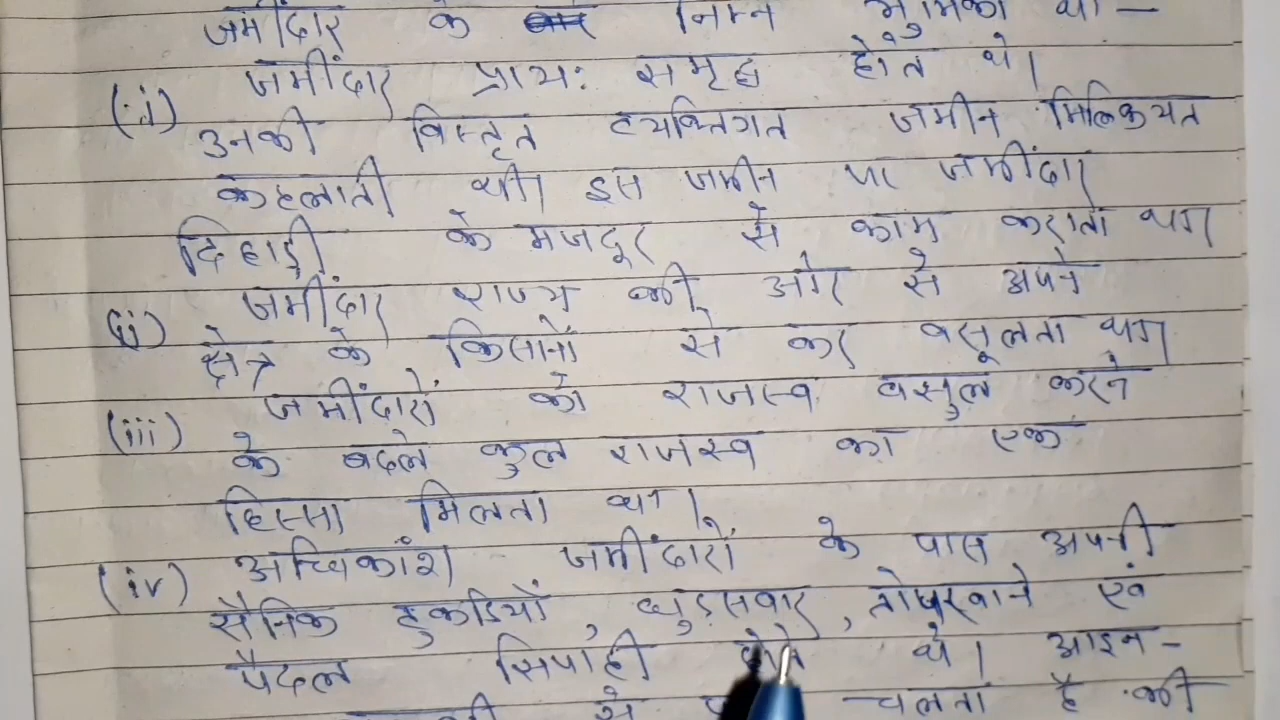 जमींदार के निम्न भुमिका थी —
(i) जमींदार प्राय: समृद्ध होते थे।
उनकी विस्तृत व्यक्तिगत जमीन मिल्कियत
कहलाती थी। इस जमीन पर जमींदार
दिहाड़ी के मजदूर से काम कराता था।
(ii) जमींदार राज्य की ओर से अपने
क्षेत्र के किसानों से कर वसूलता था।
(iii) जमींदारों को राजस्व वसुल करने
के बदले कुल राजस्व का एक
हिस्सा मिलता था।
(iv) अधिकांश जमींदारों के पास अपनी
सैनिक टुकडियों, घुड़सवार, तोपखाने एवं
पैदल सिपाही होते थे। आइन-
से चलता है की